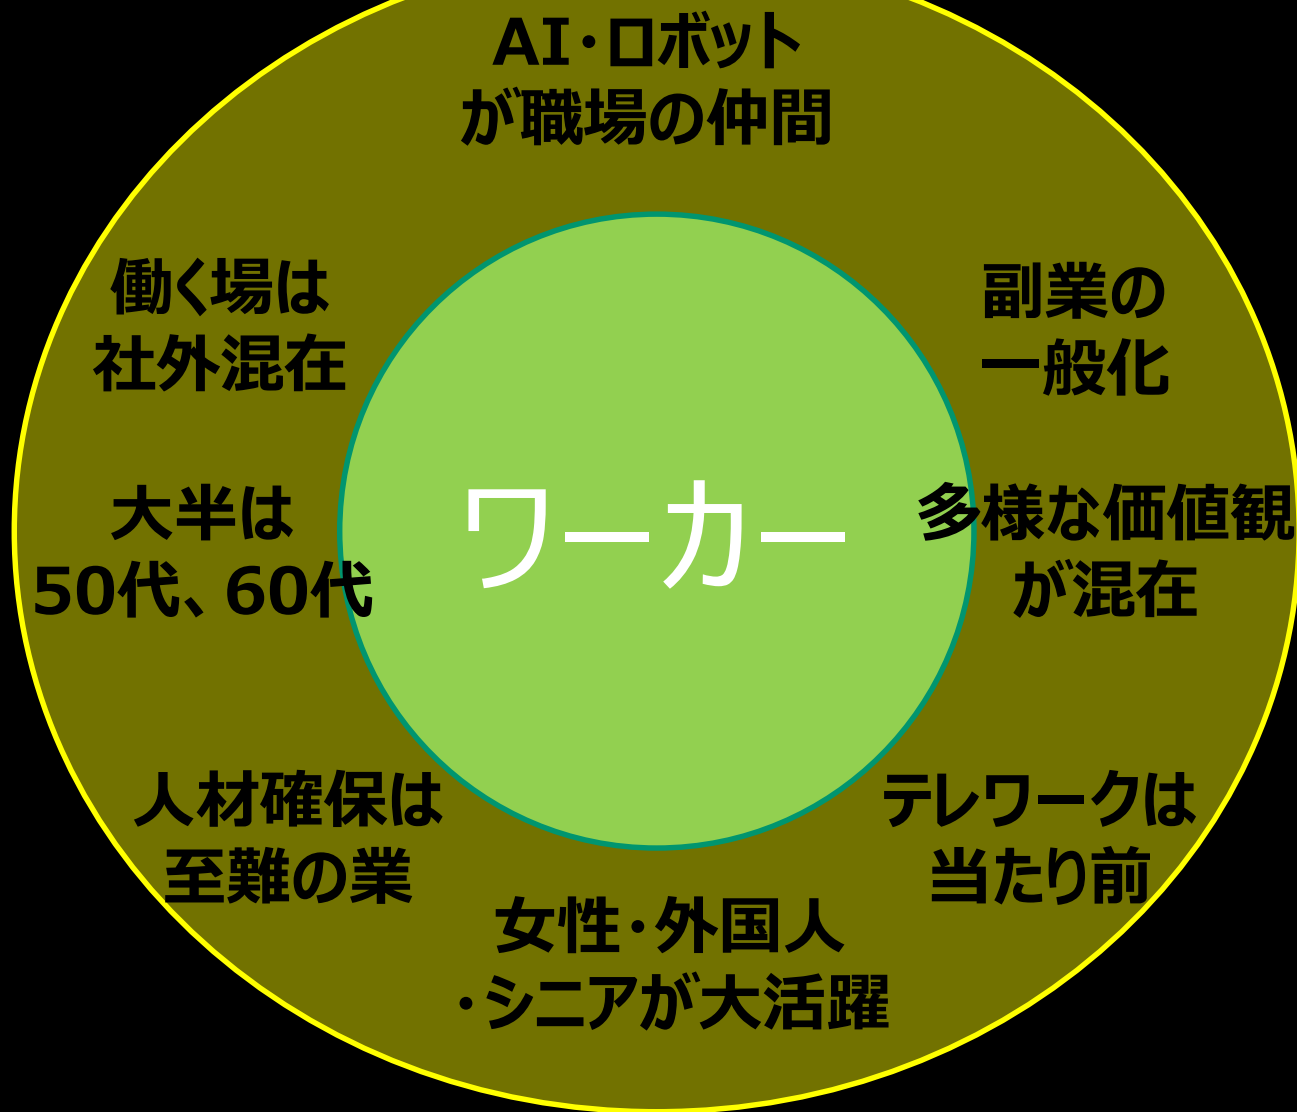 AI・ロボット
が職場の仲間
働く場は
社外混在
副業の
一般化
大半は
50代、60代
ワーカー
多様な価値観
が混在
人材確保は
至難の業
テレワークは
当たり前
女性・外国人
・シニアが大活躍